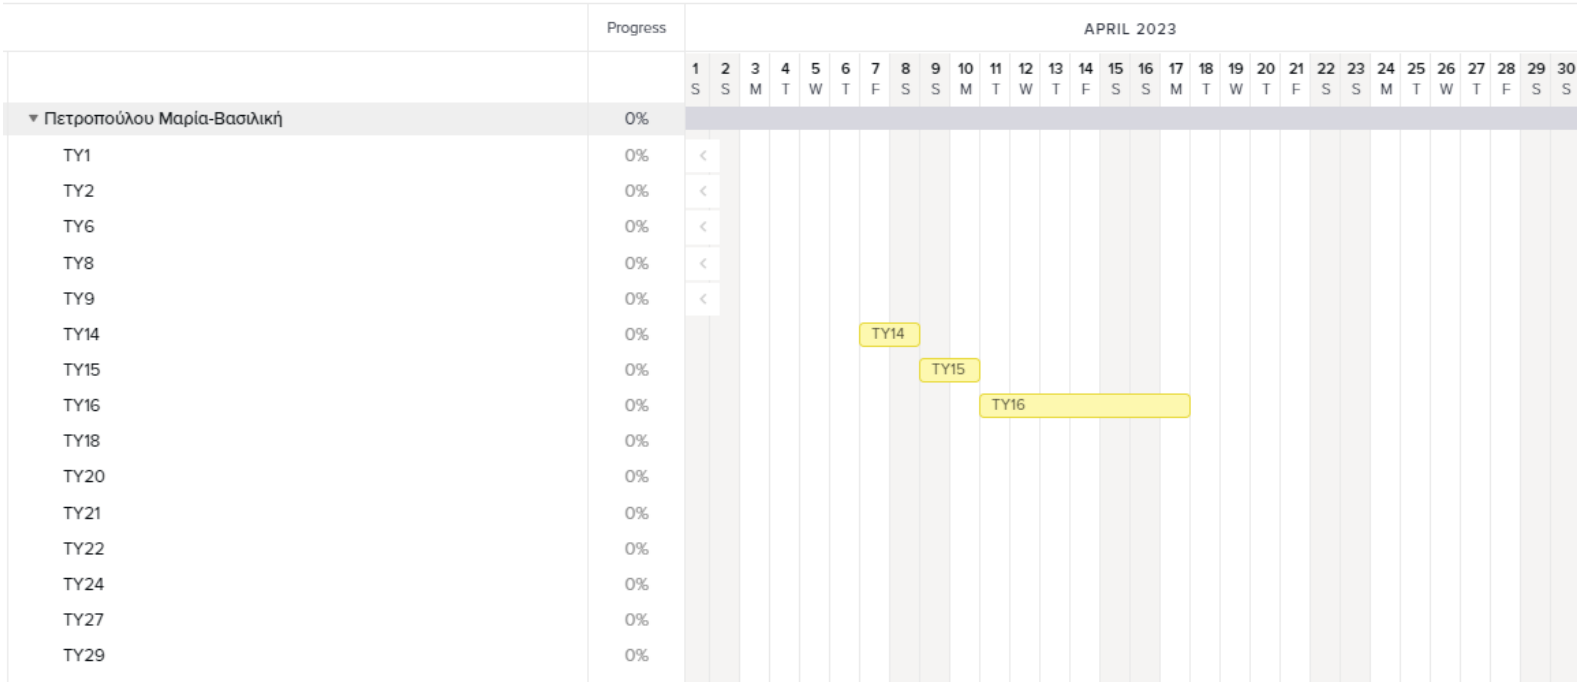 Progress APRIL 2023
1 2 3 4 5 6 7 8 9 10 11 12 13 14 15 16 17 18 19 20 21 22 23 24 25 26 27 28 29 30
S S M T W T F S S M T W T F S S M T W T F S S M T W T F S S
Πετροπούλου Μαρία-Βασιλική 0%
TY1 0% <
TY2 0% <
TY6 0% <
TY8 0% <
TY9 0% <
TY14 0% TY14
TY15 0% TY15
TY16 0% TY16
TY18 0%
TY20 0%
TY21 0%
TY22 0%
TY24 0%
TY27 0%
TY29 0%